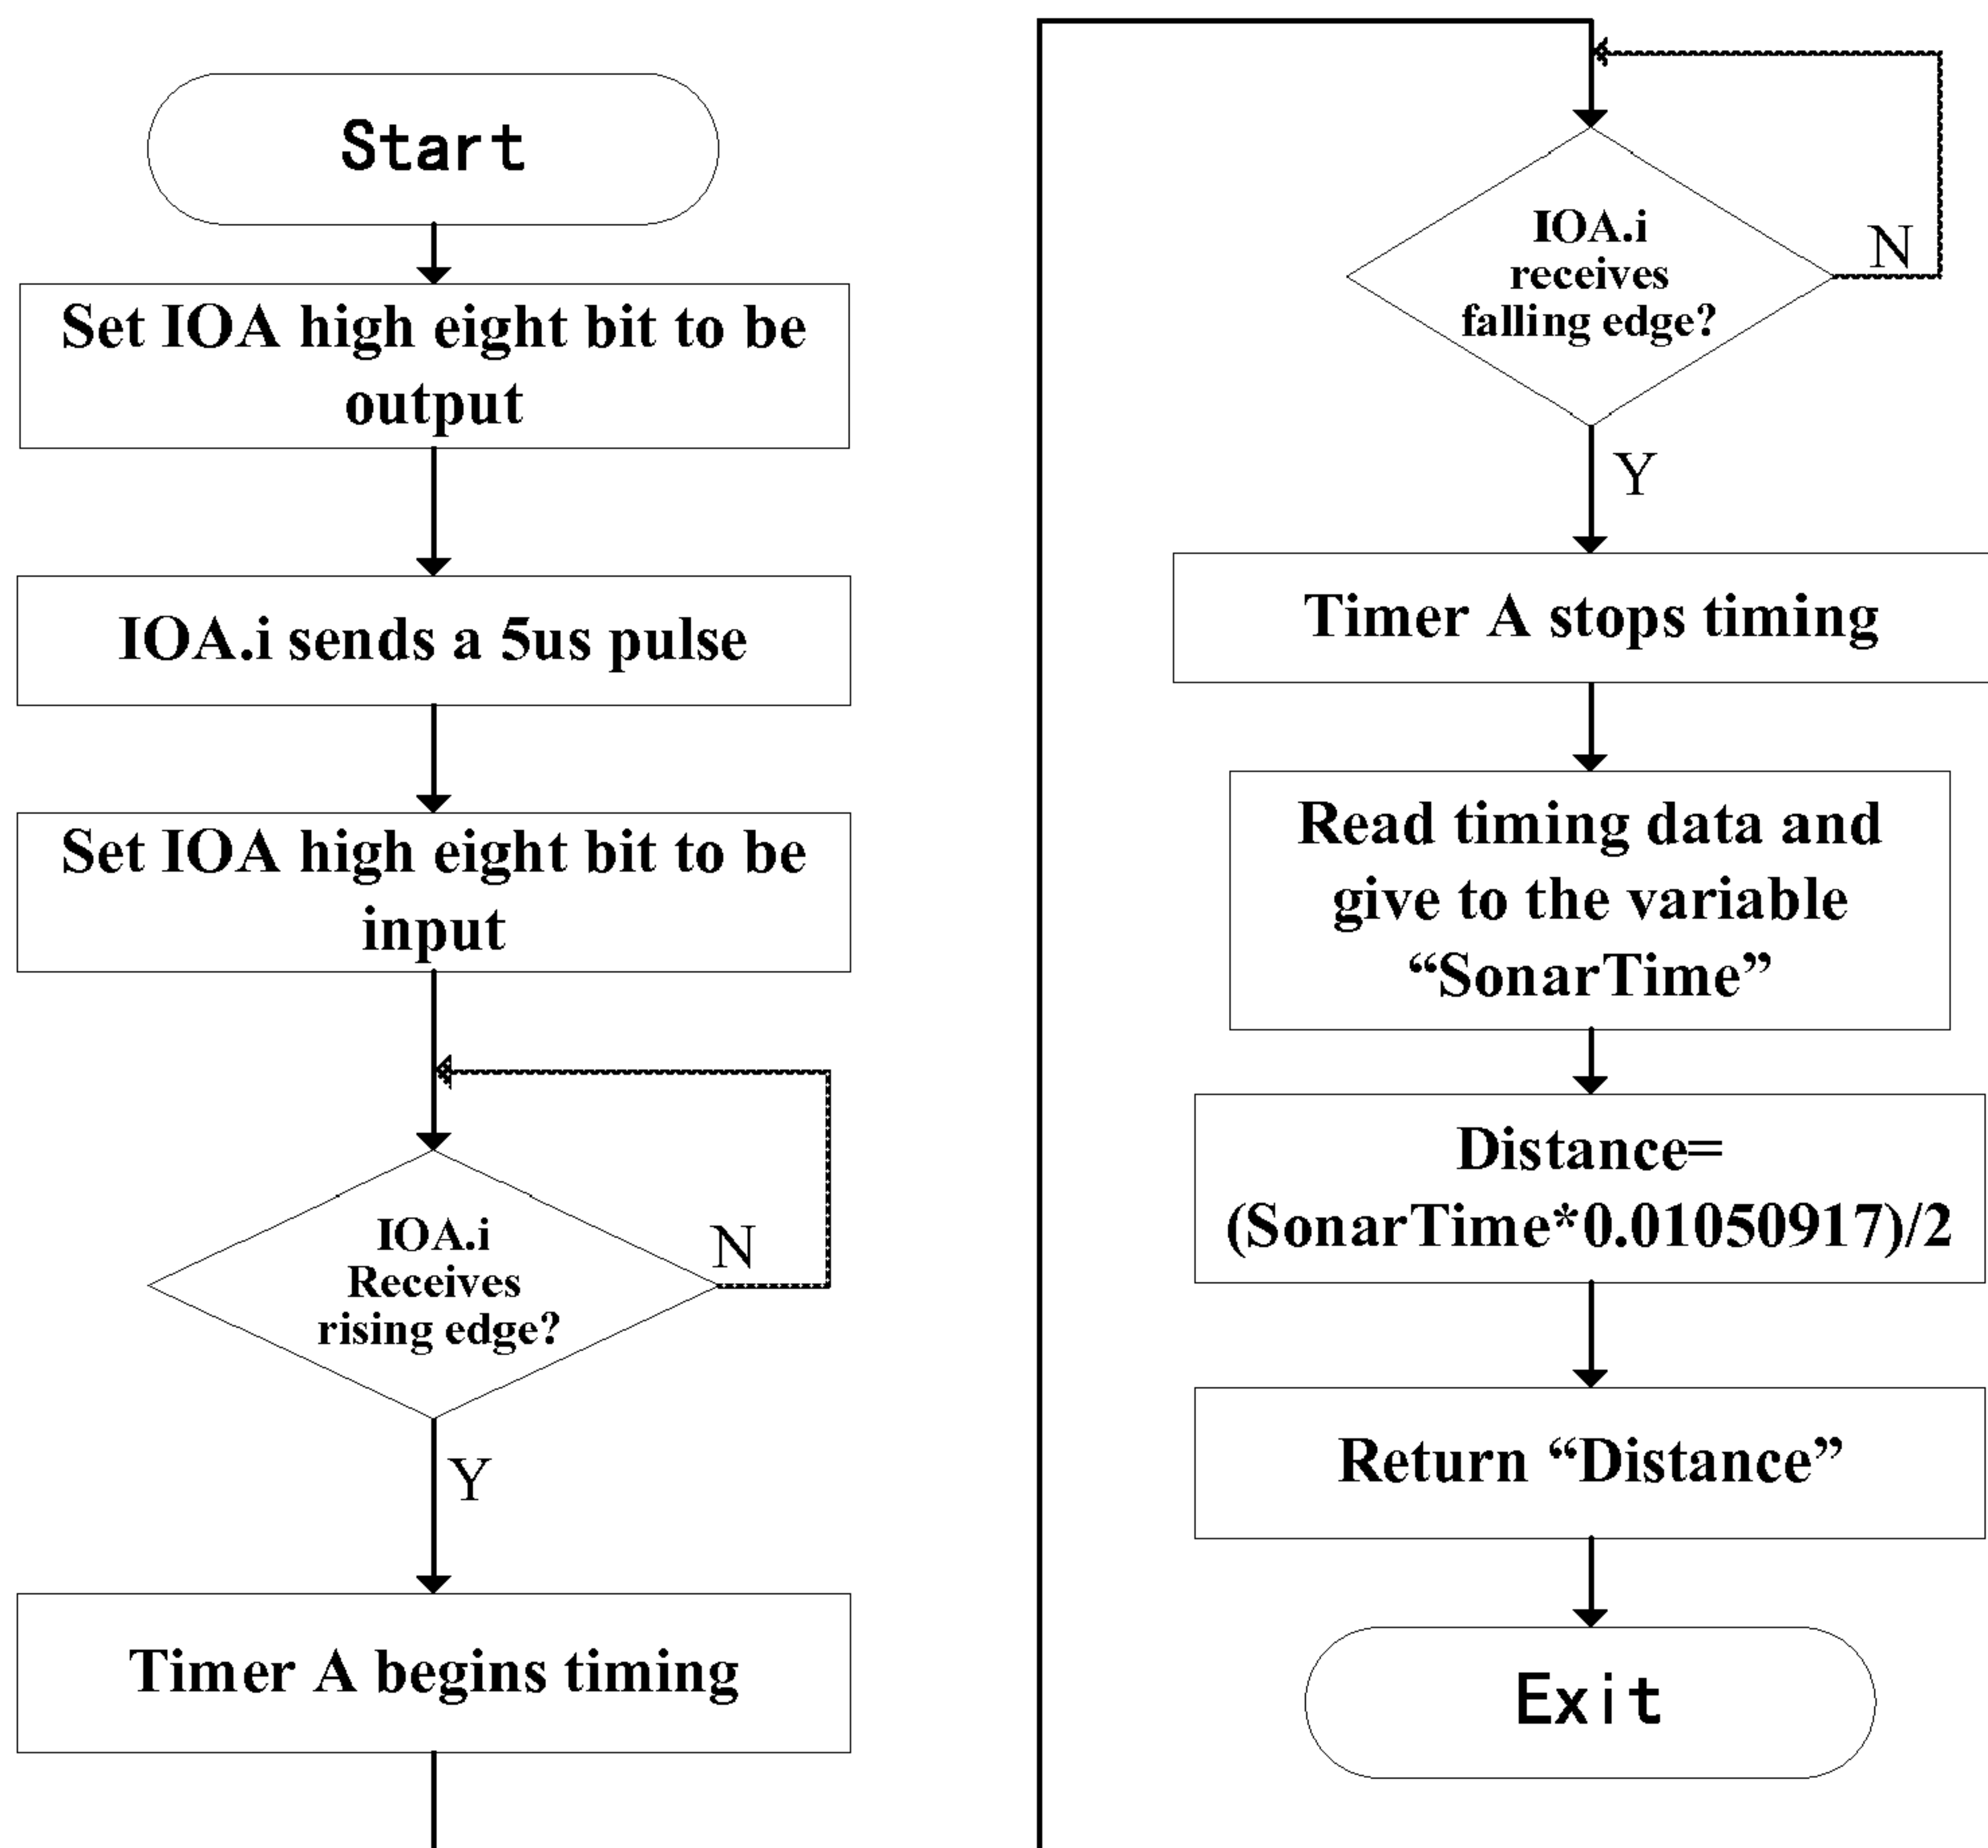 Start
Set IOA high eight bit to be
output
IOA.i sends a 5us pulse
Set IOA high eight bit to be
input
IOA.i
Receives
rising edge?
N
Y
Timer A begins timing
IOA.i
receives
falling edge?
N
Y
Timer A stops timing
Read timing data and
give to the variable
“SonarTime”
Distance=
(SonarTime*0.01050917)/2
Return “Distance”
Exit